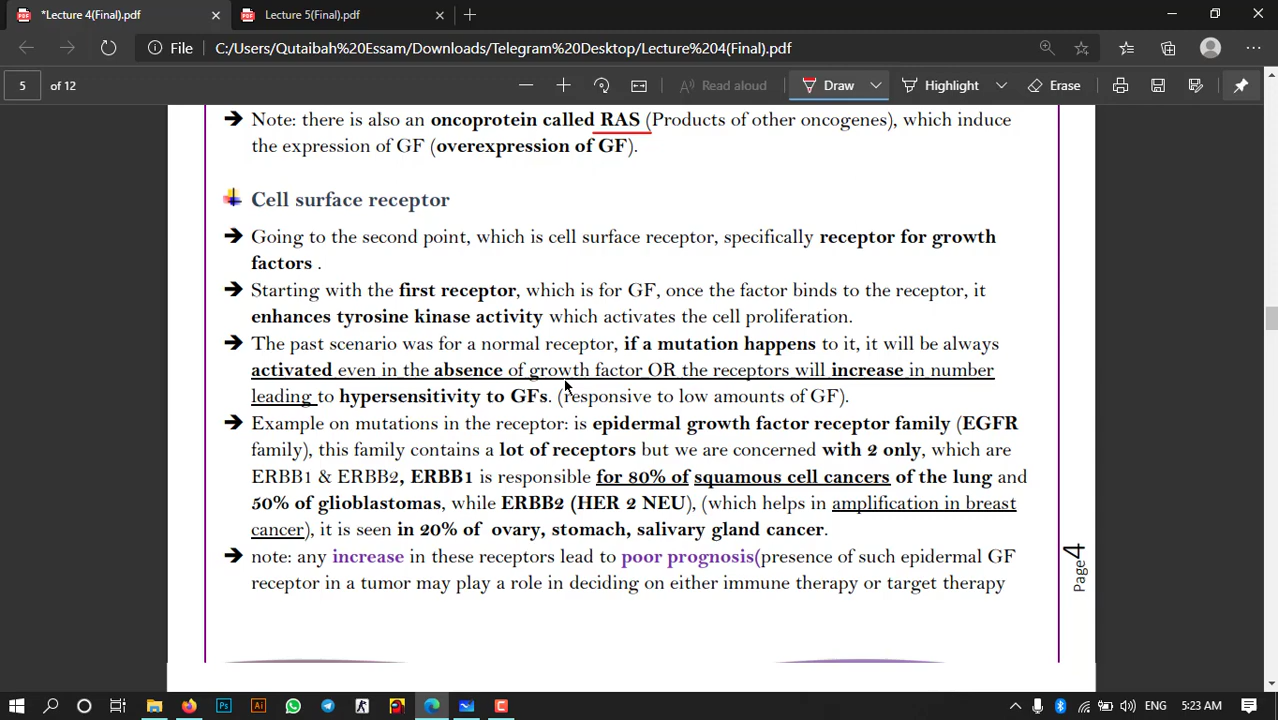 *Lecture 4(Final).pdf
Lecture 5(Final).pdf
File C:/Users/Qutaibah%20Essam/Downloads/Telegram%20Desktop/Lecture%204(Final).pdf
5 of 12
Read aloud
Draw
Highlight
Erase
Note: there is also an oncoprotein called RAS (Products of other oncogenes), which induce
the expression of GF (overexpression of GF).
Cell surface receptor
Going to the second point, which is cell surface receptor, specifically receptor for growth
factors .
Starting with the first receptor, which is for GF, once the factor binds to the receptor, it
enhances tyrosine kinase activity which activates the cell proliferation.
The past scenario was for a normal receptor, if a mutation happens to it, it will be always
activated even in the absence of growth factor OR the receptors will increase in number
leading to hypersensitivity to GFs. (responsive to low amounts of GF).
Example on mutations in the receptor: is epidermal growth factor receptor family (EGFR
family), this family contains a lot of receptors but we are concerned with 2 only, which are
ERBB1 & ERBB2, ERBB1 is responsible for 80% of squamous cell cancers of the lung and
50% of glioblastomas, while ERBB2 (HER 2 NEU), (which helps in amplification in breast
cancer), it is seen in 20% of ovary, stomach, salivary gland cancer.
note: any increase in these receptors lead to poor prognosis(presence of such epidermal GF
receptor in a tumor may play a role in deciding on either immune therapy or target therapy
Page4
Ps
Ai
ENG
5:23 AM